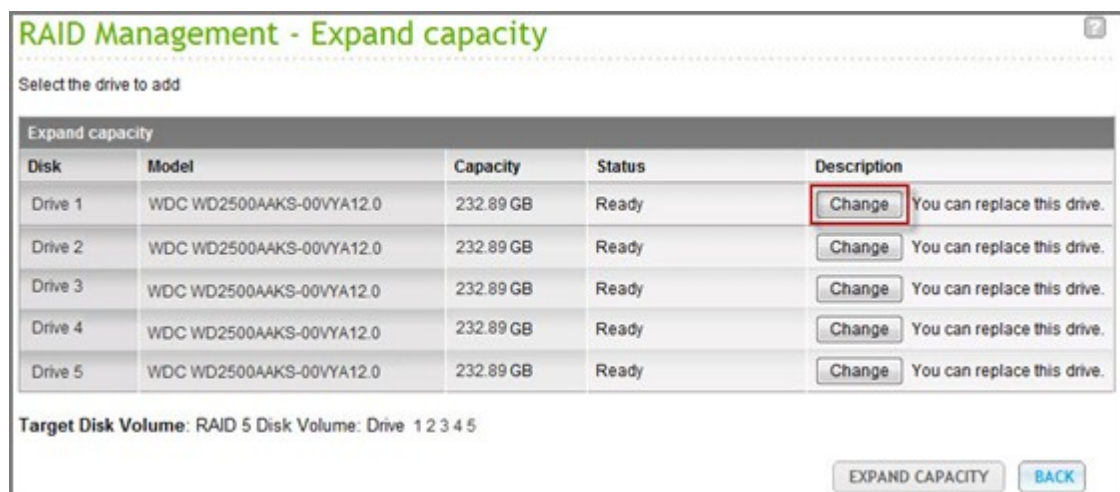 RAID Management - Expand capacity
?
Select the drive to add
Expand capacity
Disk Model Capacity Status Description
Drive 1 WDC WD2500AAKS-00VYA12.0 232.89 GB Ready Change You can replace this drive.
Drive 2 WDC WD2500AAKS-00VYA12.0 232.89 GB Ready Change You can replace this drive.
Drive 3 WDC WD2500AAKS-00VYA12.0 232.89 GB Ready Change You can replace this drive.
Drive 4 WDC WD2500AAKS-00VYA12.0 232.89 GB Ready Change You can replace this drive.
Drive 5 WDC WD2500AAKS-00VYA12.0 232.89 GB Ready Change You can replace this drive.
Target Disk Volume: RAID 5 Disk Volume: Drive 1 2 3 4 5
EXPAND CAPACITY BACK